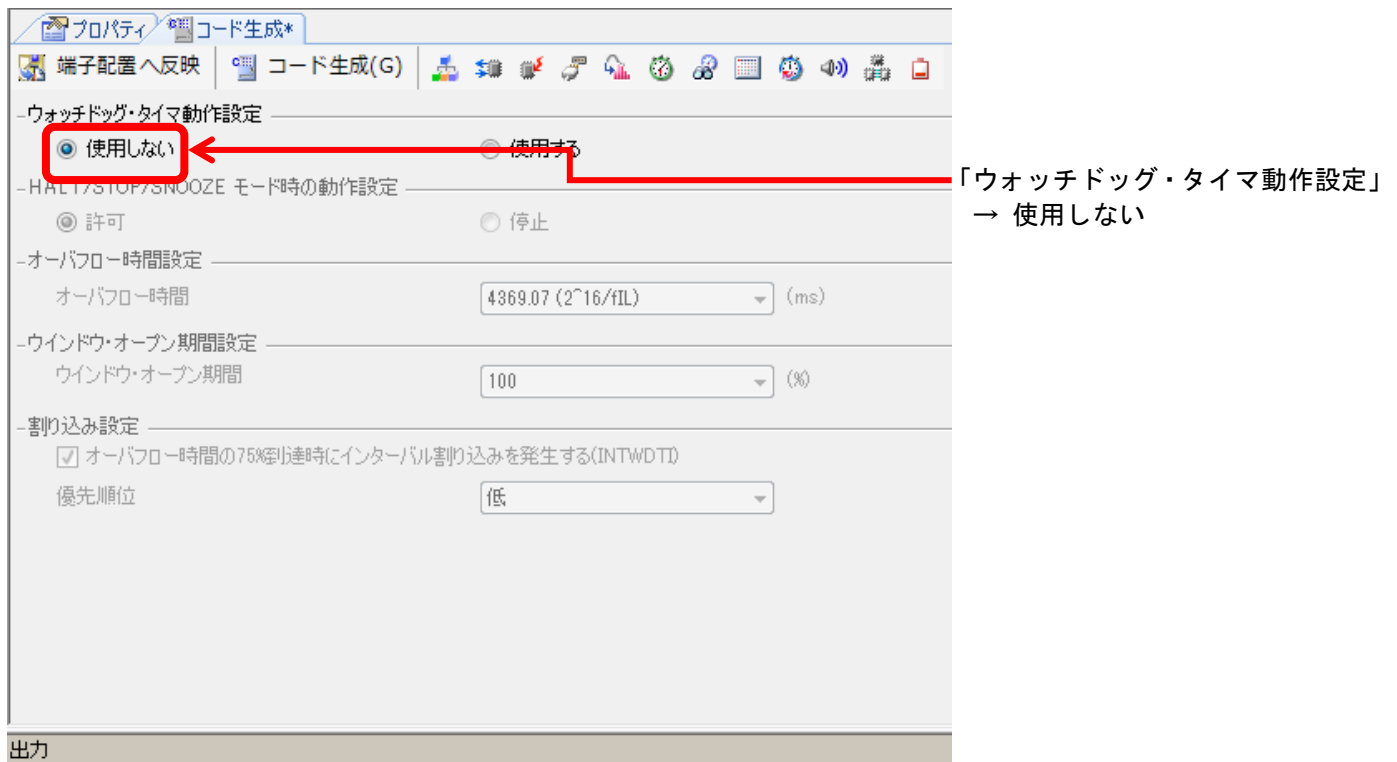 プロパティ コード生成*
端子配置へ反映 コード生成(G)
ウォッチドッグ・タイマ動作設定
使用しない 使用する
「ウォッチドッグ・タイマ動作設定」
→ 使用しない
HALT/STOP/SNOOZE モード時の動作設定
許可 停止
オーバフロー時間設定
オーバフロー時間 4369.07 (2^16/fIL) (ms)
ウインドウ・オープン期間設定
ウインドウ・オープン期間 100 (%)
割り込み設定
オーバフロー時間の75%到達時にインターバル割り込みを発生する(INTWDTI)
優先順位 低
出力